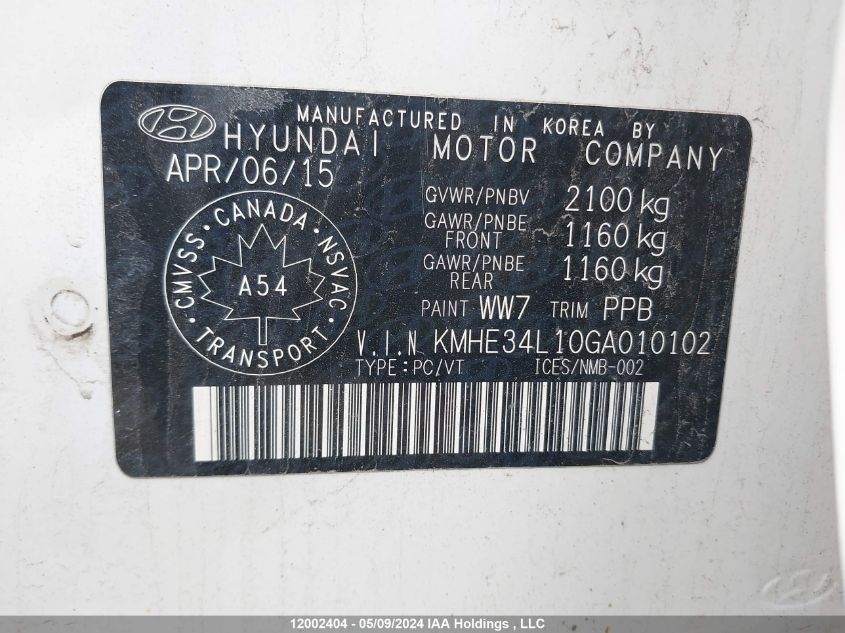 MANUFACTURED IN KOREA BY
HYUNDAI MOTOR COMPANY
APR/06/15
GVWR/PNBV 2100 kg
GAWR/PNBE FRONT 1160 kg
GAWR/PNBE REAR 1160 kg
CANADA · NSVAC · TRANSPORT · CMVSS ·
A54
PAINT WW7 TRIM PPB
V.I.N KMHE34L10GA010102
TYPE:PC/VT ICES/NMB-002
12002404 - 05/09/2024 IAA Holdings , LLC